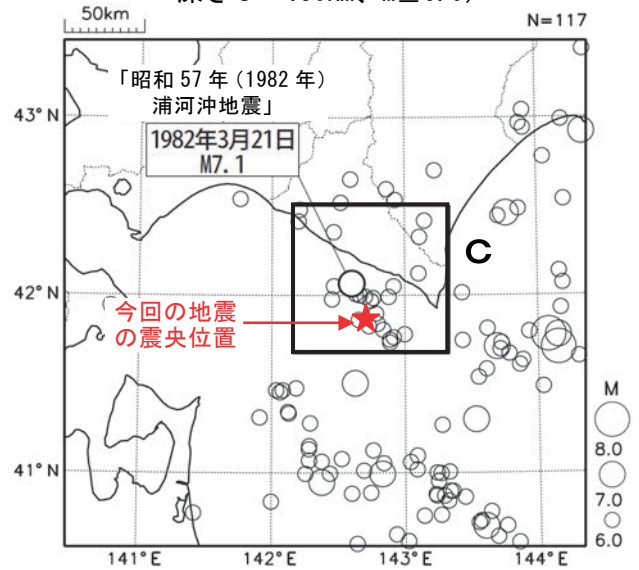 50km
N=117
「昭和 57 年 (1982 年)
浦河沖地震」
1982年3月21日
M7.1
43°N
C
42°N
今回の地震
の震央位置
M
8.0
41°N
7.0
6.0
141°E
142°E
143°E
144°E